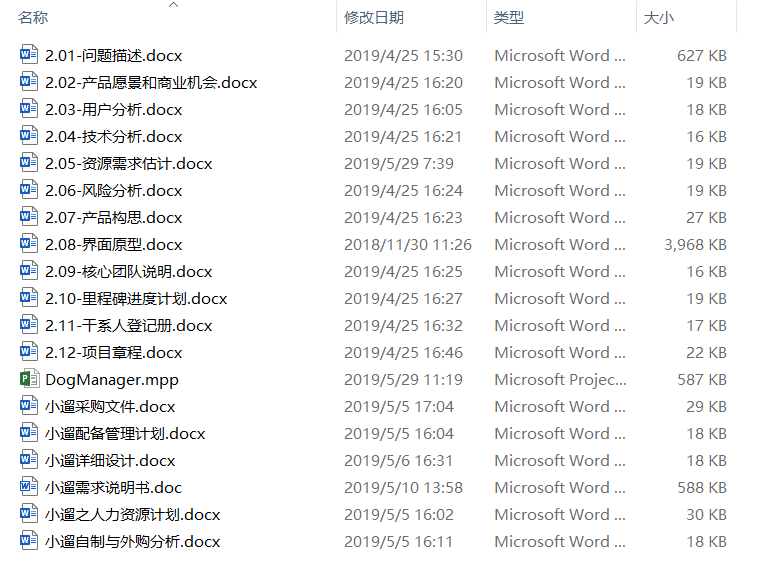 名称 修改日期 类型 大小
2.01-问题描述.docx 2019/4/25 15:30 Microsoft Word ... 627 KB
2.02-产品愿景和商业机会.docx 2019/4/25 16:20 Microsoft Word ... 19 KB
2.03-用户分析.docx 2019/4/25 16:05 Microsoft Word ... 18 KB
2.04-技术分析.docx 2019/4/25 16:21 Microsoft Word ... 16 KB
2.05-资源需求估计.docx 2019/5/29 7:39 Microsoft Word ... 19 KB
2.06-风险分析.docx 2019/4/25 16:24 Microsoft Word ... 19 KB
2.07-产品构思.docx 2019/4/25 16:23 Microsoft Word ... 27 KB
2.08-界面原型.docx 2018/11/30 11:26 Microsoft Word ... 3,968 KB
2.09-核心团队说明.docx 2019/4/25 16:25 Microsoft Word ... 16 KB
2.10-里程碑进度计划.docx 2019/4/25 16:27 Microsoft Word ... 19 KB
2.11-干系人登记册.docx 2019/4/25 16:32 Microsoft Word ... 17 KB
2.12-项目章程.docx 2019/4/25 16:46 Microsoft Word ... 22 KB
DogManager.mpp 2019/5/29 11:19 Microsoft Projec... 587 KB
小遛采购文件.docx 2019/5/5 17:04 Microsoft Word ... 29 KB
小遛配备管理计划.docx 2019/5/5 16:04 Microsoft Word ... 18 KB
小遛详细设计.docx 2019/5/6 16:31 Microsoft Word ... 18 KB
小遛需求说明书.doc 2019/5/10 13:58 Microsoft Word ... 588 KB
小遛之人力资源计划.docx 2019/5/5 16:02 Microsoft Word ... 30 KB
小遛自制与外购分析.docx 2019/5/5 16:11 Microsoft Word ... 18 KB